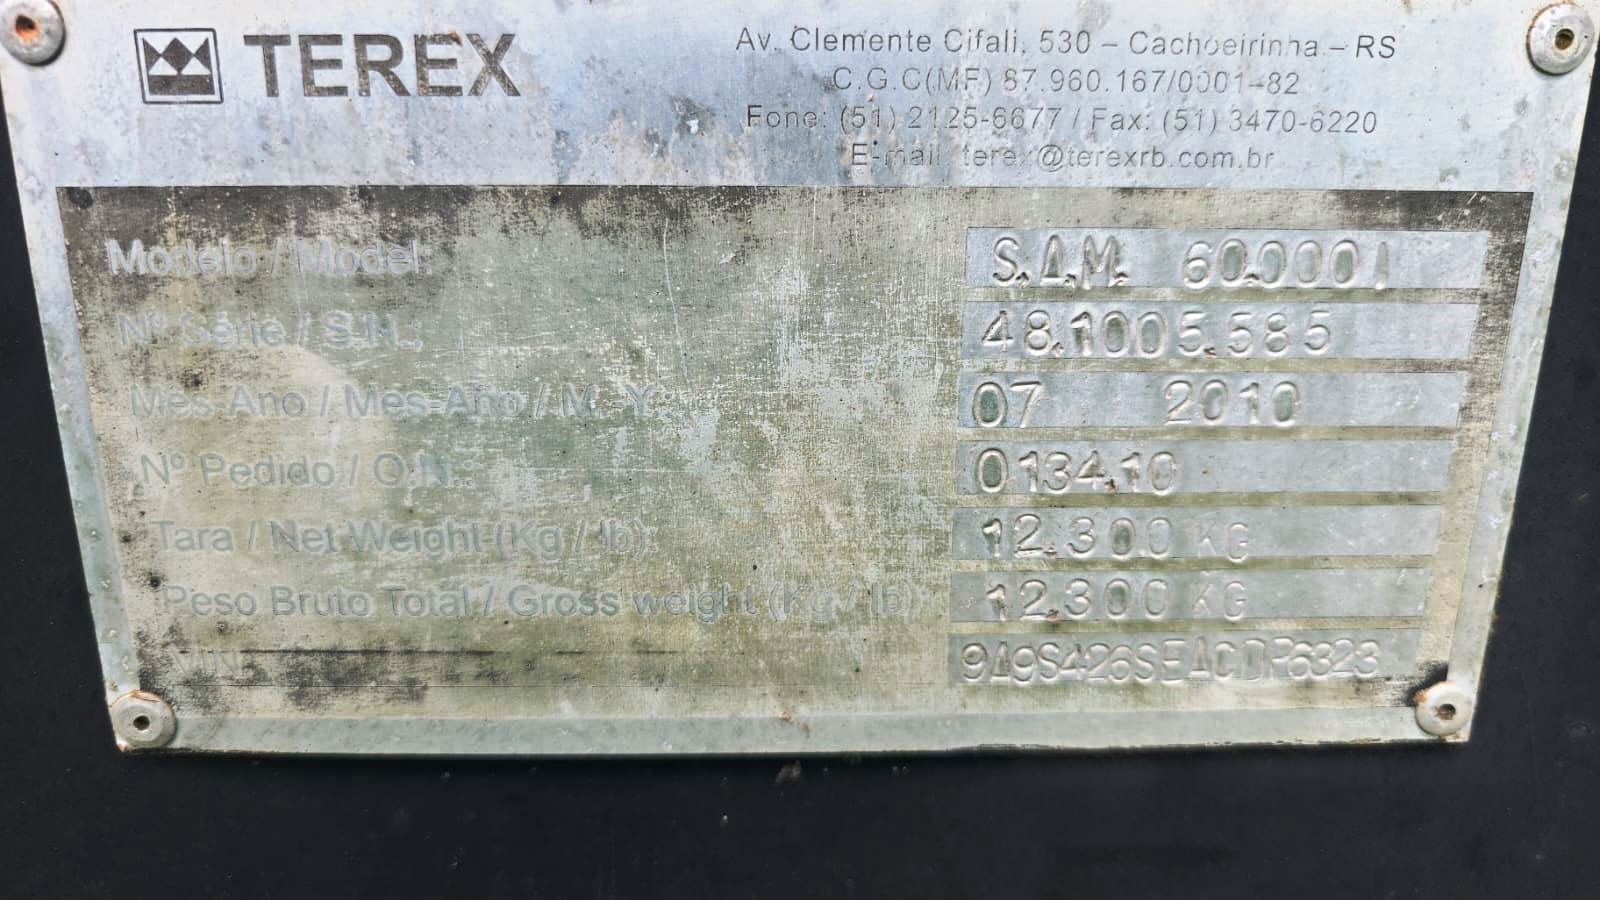 TEREX
Av. Clemente Cifali, 530 – Cachoeirinha – RS
C.G.C(MF) 87.960.167/0001-82
Fone: (51) 2125-6677 / Fax: (51) 3470-6220
E-mail: terex@terexrb.com.br
Modelo / Model: S.A.M. 60.000 l
Nº Série / S.N.: 48.1005.585
Mes-Ano / Mes-Año / M. Y.: 07 2010
Nº Pedido / O.N.: 0134.10
Tara / Net Weight (Kg / lb): 12.300 KG
Peso Bruto Total / Gross weight (Kg / lb): 12.300 KG
VIN 9A9S426SEACDP6323